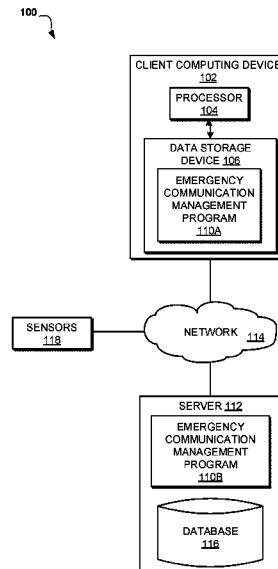 100
CLIENT COMPUTING DEVICE
102
PROCESSOR
104
DATA STORAGE
DEVICE 106
EMERGENCY
COMMUNICATION
MANAGEMENT
PROGRAM
110A
SENSORS
118
NETWORK 114
SERVER 112
EMERGENCY
COMMUNICATION
MANAGEMENT
PROGRAM
110B
DATABASE
116